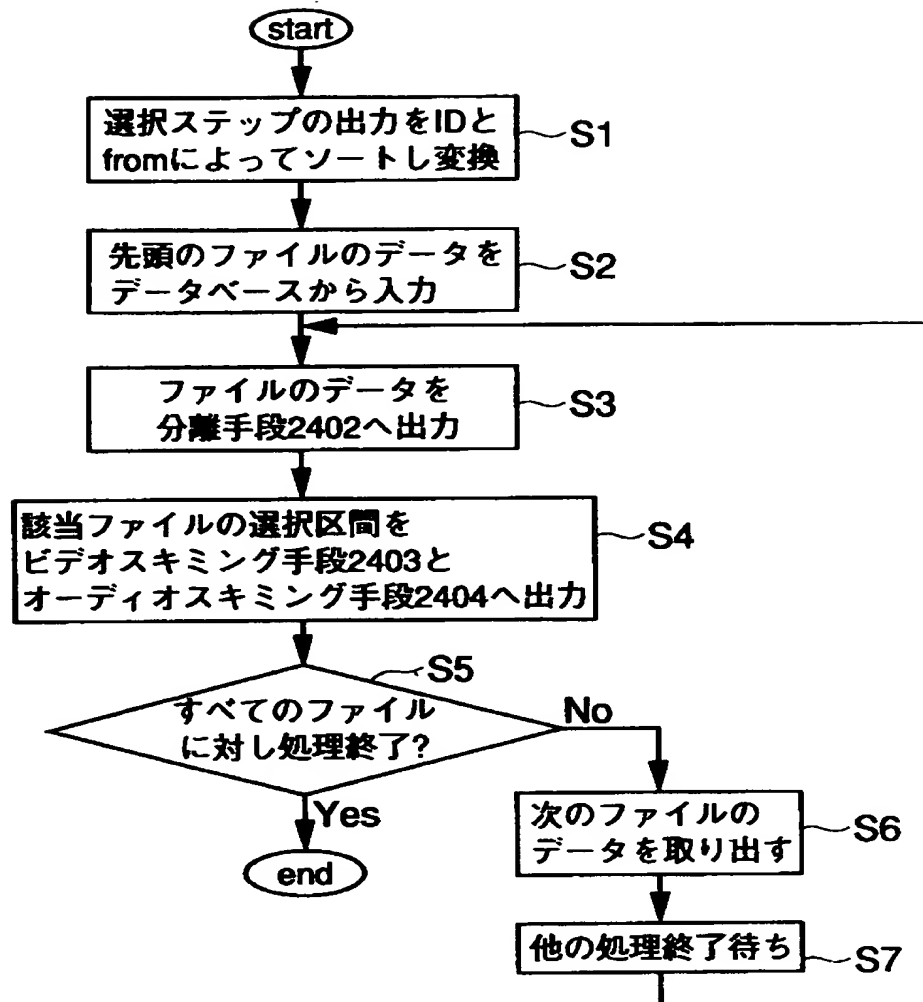 start
選択ステップの出力をIDと
fromによってソートし変換
S1
先頭のファイルのデータを
データベースから入力
S2
ファイルのデータを
分離手段2402へ出力
S3
該当ファイルの選択区間を
ビデオスキミング手段2403と
オーディオスキミング手段2404へ出力
S4
S5
すべてのファイル
に対し処理終了?
No
Yes
end
次のファイルの
データを取り出す
S6
他の処理終了待ち
S7